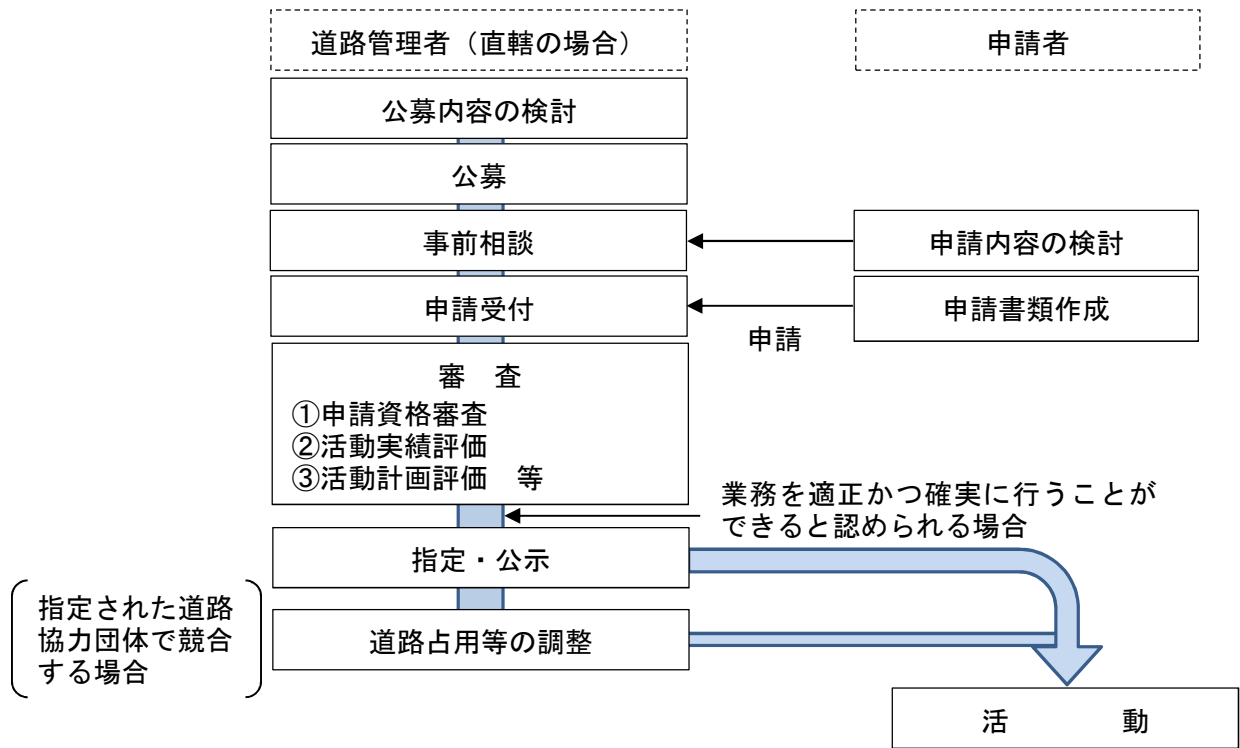 道路管理者（直轄の場合）
申請者
公募内容の検討
公募
事前相談
申請内容の検討
申請受付
申請書類作成
申請
審　査
①申請資格審査
②活動実績評価
③活動計画評価　等
業務を適正かつ確実に行うことが
できると認められる場合
指定・公示
指定された道路
協力団体で競合
する場合
道路占用等の調整
活　　　動